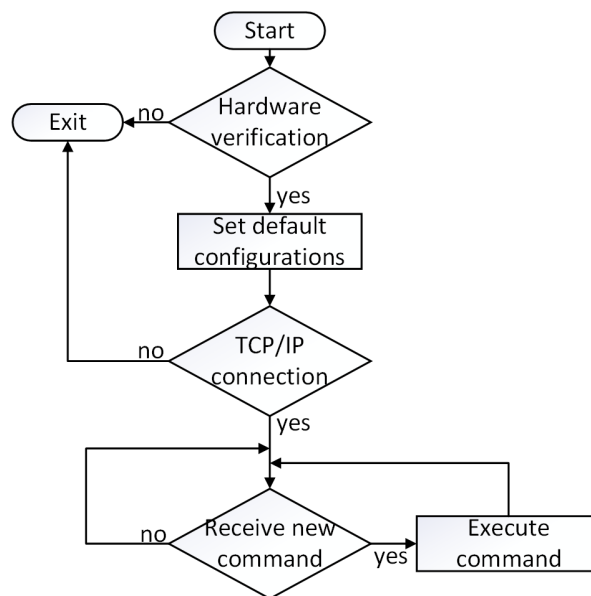 Start
Hardware
verification
no
Exit
yes
Set default
configurations
TCP/IP
connection
no
yes
Receive new
command
no
yes
Execute
command